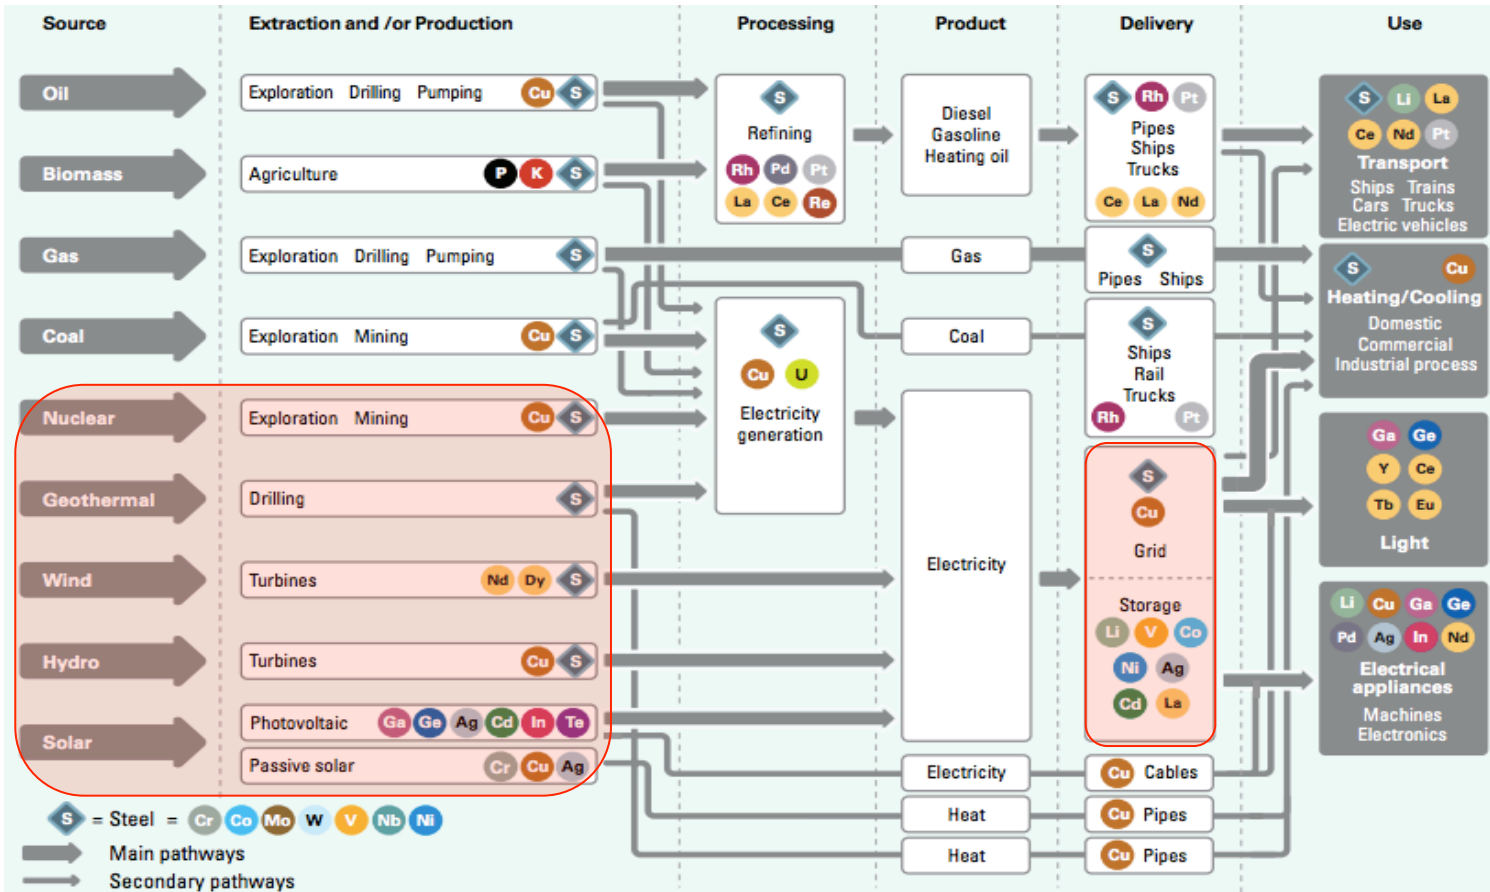 Source
Extraction and /or Production
Processing
Product
Delivery
Use
Oil
Exploration Drilling Pumping Cu S
Biomass
Agriculture P K S
Gas
Exploration Drilling Pumping S
Coal
Exploration Mining Cu S
Nuclear
Exploration Mining Cu S
Geothermal
Drilling S
Wind
Turbines Nd Dy S
Hydro
Turbines Cu S
Solar
Photovoltaic Ga Ge Ag Cd In Te
Passive solar Cr Cu Ag
S
Refining
Rh Pd Pt
La Ce Re
S
Cu U
Electricity
generation
Diesel
Gasoline
Heating oil
Gas
Coal
Electricity
Electricity
Heat
Heat
S Rh Pt
Pipes
Ships
Trucks
Ce La Nd
S
Pipes Ships
S
Ships
Rail
Trucks
Rh Pt
S
Cu
Grid
Storage
Li V Co
Ni Ag
Cd La
Cu Cables
Cu Pipes
Cu Pipes
S Li La
Ce Nd Pt
Transport
Ships Trains
Cars Trucks
Electric vehicles
S Cu
Heating/Cooling
Domestic
Commercial
Industrial process
Ga Ge
Y Ce
Tb Eu
Light
Li Cu Ga Ge
Pd Ag In Nd
Electrical
appliances
Machines
Electronics
S = Steel = Cr Co Mo W V Nb Ni
Main pathways
Secondary pathways